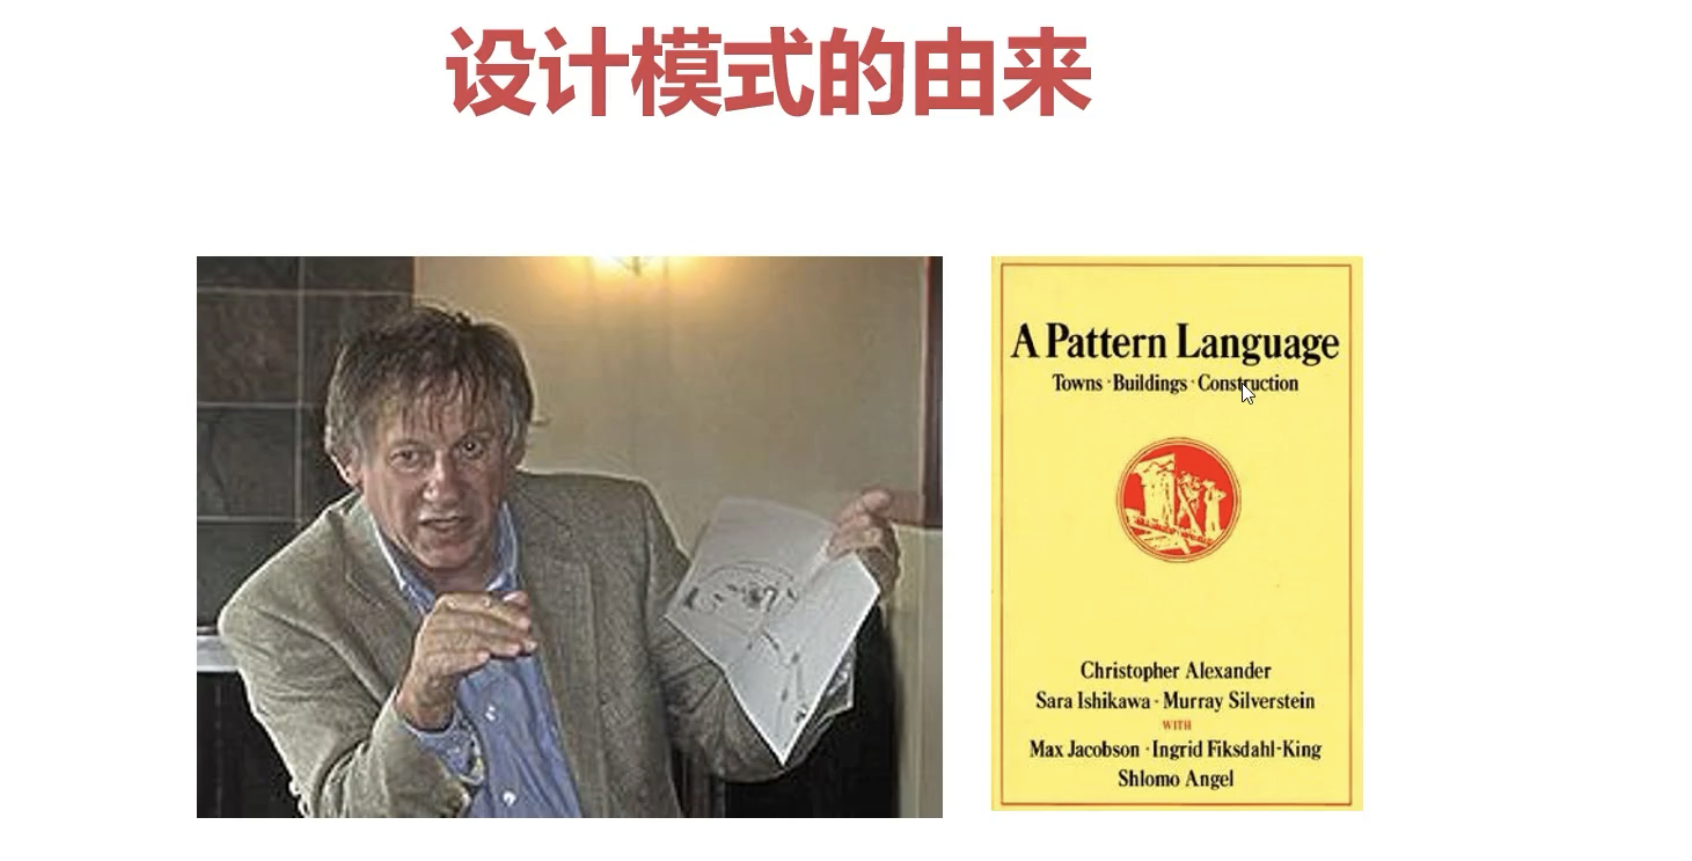 设计模式的由来
A Pattern Language
Towns · Buildings · Construction
Christopher Alexander
Sara Ishikawa · Murray Silverstein
WITH
Max Jacobson · Ingrid Fiksdahl-King
Shlomo Angel